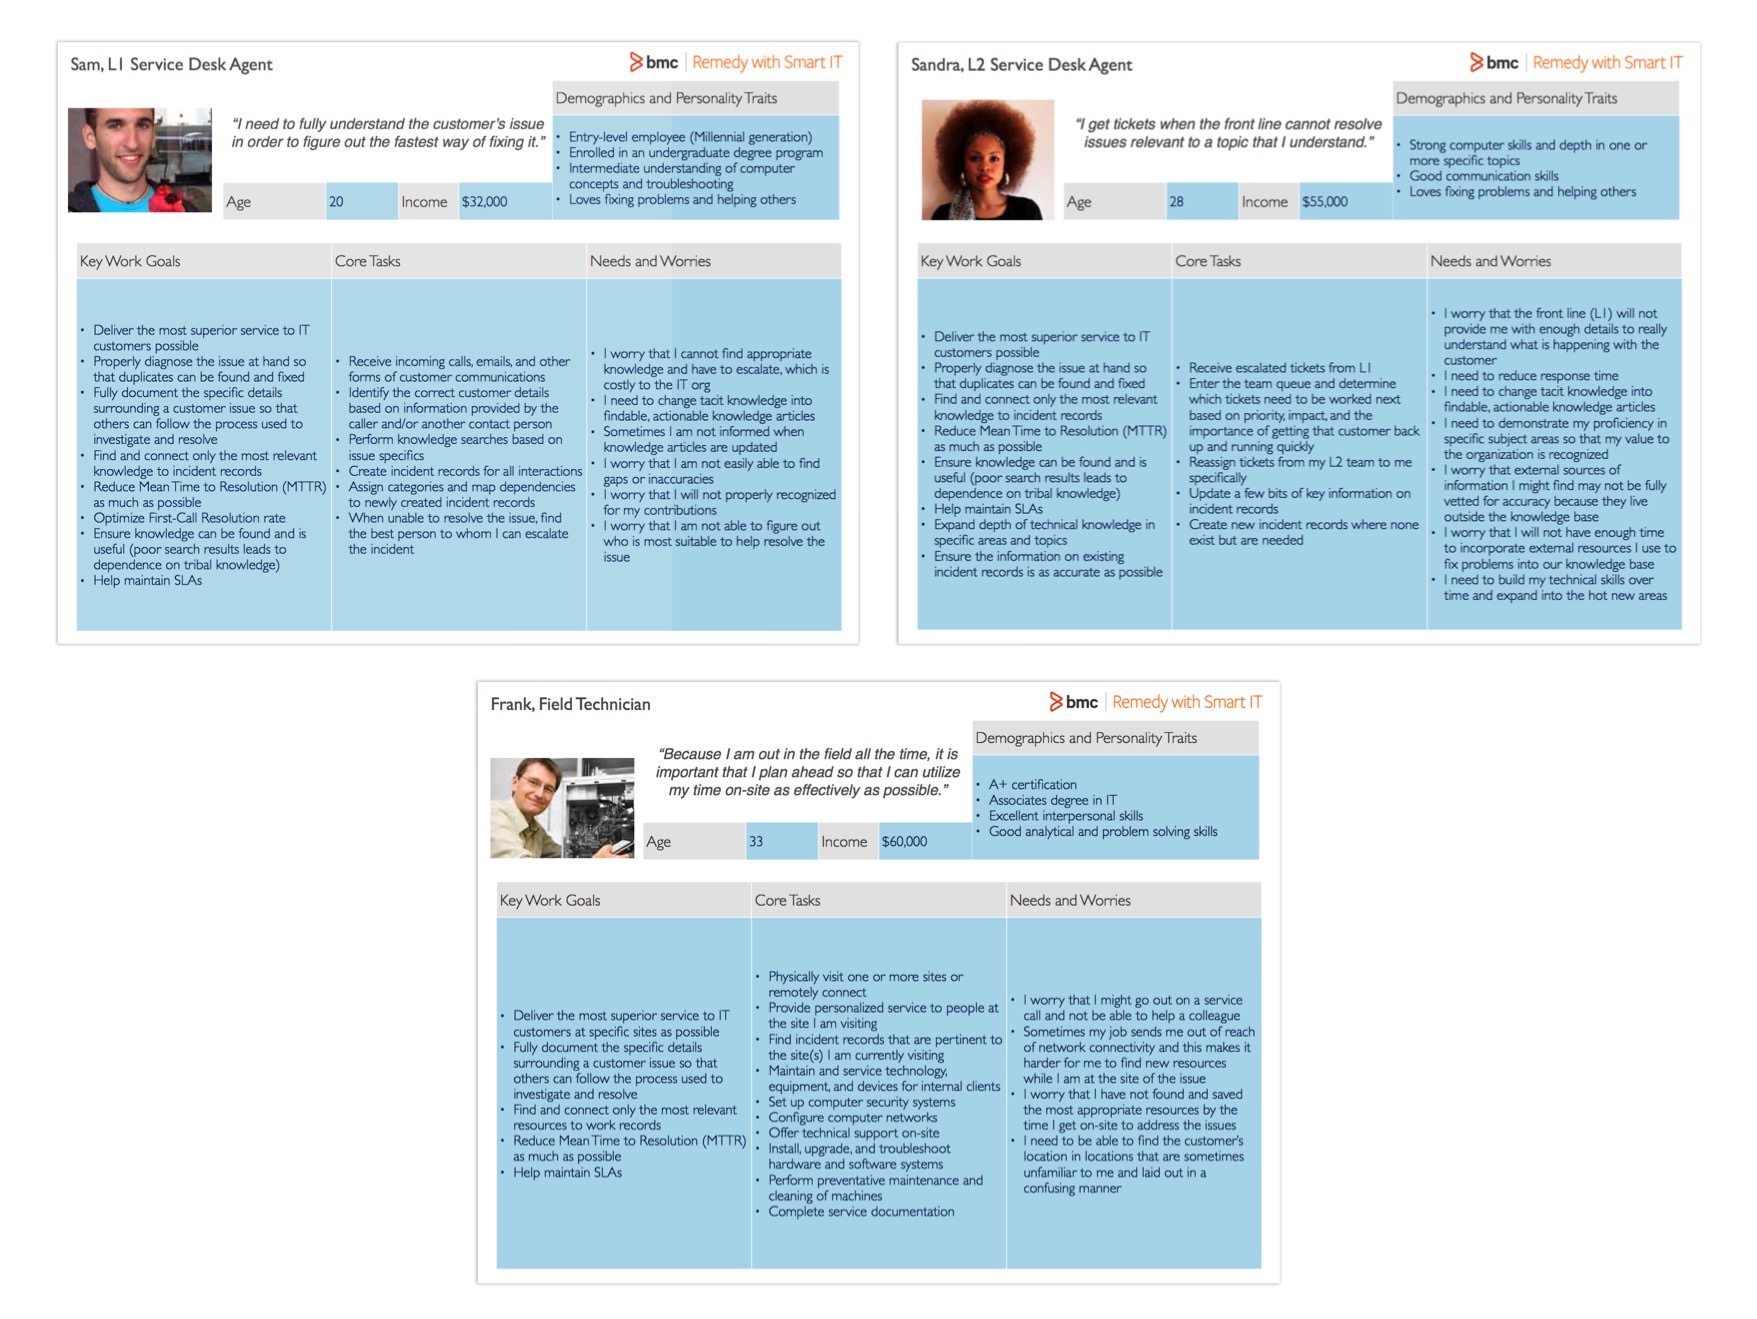 Sam, L1 Service Desk Agent
bmc | Remedy with Smart IT
"I need to fully understand the customer's issue
in order to figure out the fastest way of fixing it."
Age 20 Income $32,000
Demographics and Personality Traits
• Entry-level employee (Millennial generation)
• Enrolled in an undergraduate degree program
• Intermediate understanding of computer
concepts and troubleshooting
• Loves fixing problems and helping others
Key Work Goals
• Deliver the most superior service to IT
customers possible
• Properly diagnose the issue at hand so
that duplicates can be found and fixed
• Fully document the specific details
surrounding a customer issue so that
others can follow the process used to
investigate and resolve
• Find and connect only the most relevant
knowledge to incident records
• Reduce Mean Time to Resolution (MTTR)
as much as possible
• Optimize First-Call Resolution rate
• Ensure knowledge can be found and is
useful (poor search results leads to
dependence on tribal knowledge)
• Help maintain SLAs
Core Tasks
• Receive incoming calls, emails, and other
forms of customer communications
• Identify the correct customer details
based on information provided by the
caller and/or another contact person
• Perform knowledge searches based on
issue specifics
• Create incident records for all interactions
• Assign categories and map dependencies
to newly created incident records
• When unable to resolve the issue, find
the best person to whom I can escalate
the incident
Needs and Worries
• I worry that I cannot find appropriate
knowledge and have to escalate, which is
costly to the IT org
• I need to change tacit knowledge into
findable, actionable knowledge articles
• Sometimes I am not informed when
knowledge articles are updated
• I worry that I am not easily able to find
gaps or inaccuracies
• I worry that I will not properly recognized
for my contributions
• I worry that I am not able to figure out
who is most suitable to help resolve the
issue
Sandra, L2 Service Desk Agent
bmc | Remedy with Smart IT
"I get tickets when the front line cannot resolve
issues relevant to a topic that I understand."
Age 28 Income $55,000
Demographics and Personality Traits
• Strong computer skills and depth in one or
more specific topics
• Good communication skills
• Loves fixing problems and helping others
Key Work Goals
• Deliver the most superior service to IT
customers possible
• Properly diagnose the issue at hand so
that duplicates can be found and fixed
• Find and connect only the most relevant
knowledge to incident records
• Reduce Mean Time to Resolution (MTTR)
as much as possible
• Ensure knowledge can be found and is
useful (poor search results leads to
dependence on tribal knowledge)
• Help maintain SLAs
• Expand depth of technical knowledge in
specific areas and topics
• Ensure the information on existing
incident records is as accurate as possible
Core Tasks
• Receive escalated tickets from L1
• Enter the team queue and determine
which tickets need to be worked next
based on priority, impact, and the
importance of getting that customer back
up and running quickly
• Reassign tickets from my L2 team to me
specifically
• Update a few bits of key information on
incident records
• Create new incident records where none
exist but are needed
Needs and Worries
• I worry that the front line (L1) will not
provide me with enough details to really
understand what is happening with the
customer
• I need to reduce response time
• I need to change tacit knowledge into
findable, actionable knowledge articles
• I need to demonstrate my proficiency in
specific subject areas so that my value to
the organization is recognized
• I worry that external sources of
information I might find may not be fully
vetted for accuracy because they live
outside the knowledge base
• I worry that I will not have enough time
to incorporate external resources I use to
fix problems into our knowledge base
• I need to build my technical skills over
time and expand into the hot new areas
Frank, Field Technician
bmc | Remedy with Smart IT
"Because I am out in the field all the time, it is
important that I plan ahead so that I can utilize
my time on-site as effectively as possible."
Age 33 Income $60,000
Demographics and Personality Traits
• A+ certification
• Associates degree in IT
• Excellent interpersonal skills
• Good analytical and problem solving skills
Key Work Goals
• Deliver the most superior service to IT
customers at specific sites as possible
• Fully document the specific details
surrounding a customer issue so that
others can follow the process used to
investigate and resolve
• Find and connect only the most relevant
resources to work records
• Reduce Mean Time to Resolution (MTTR)
as much as possible
• Help maintain SLAs
Core Tasks
• Physically visit one or more sites or
remotely connect
• Provide personalized service to people at
the site I am visiting
• Find incident records that are pertinent to
the site(s) I am currently visiting
• Maintain and service technology,
equipment, and devices for internal clients
• Set up computer security systems
• Configure computer networks
• Offer technical support on-site
• Install, upgrade, and troubleshoot
hardware and software systems
• Perform preventative maintenance and
cleaning of machines
• Complete service documentation
Needs and Worries
• I worry that I might go out on a service
call and not be able to help a colleague
• Sometimes my job sends me out of reach
of network connectivity and this makes it
harder for me to find new resources
while I am at the site of the issue
• I worry that I have not found and saved
the most appropriate resources by the
time I get on-site to address the issues
• I need to be able to find the customer's
location in locations that are sometimes
unfamiliar to me and laid out in a
confusing manner